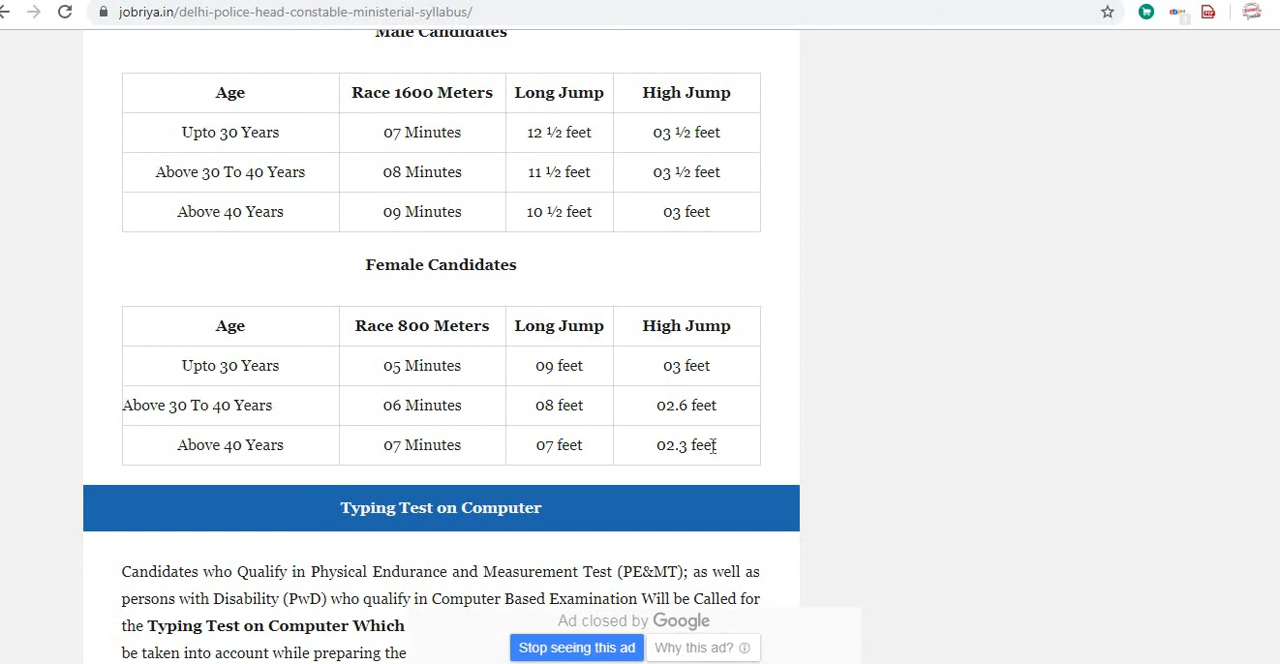 jobriya.in/delhi-police-head-constable-ministerial-syllabus/
Male Candidates
Age Race 1600 Meters Long Jump High Jump
Upto 30 Years 07 Minutes 12 ½ feet 03 ½ feet
Above 30 To 40 Years 08 Minutes 11 ½ feet 03 ½ feet
Above 40 Years 09 Minutes 10 ½ feet 03 feet
Female Candidates
Age Race 800 Meters Long Jump High Jump
Upto 30 Years 05 Minutes 09 feet 03 feet
Above 30 To 40 Years 06 Minutes 08 feet 02.6 feet
Above 40 Years 07 Minutes 07 feet 02.3 feet
Typing Test on Computer
Candidates who Qualify in Physical Endurance and Measurement Test (PE&MT); as well as
persons with Disability (PwD) who qualify in Computer Based Examination Will be Called for
the Typing Test on Computer Which
be taken into account while preparing the
Ad closed by Google
Stop seeing this ad Why this ad?